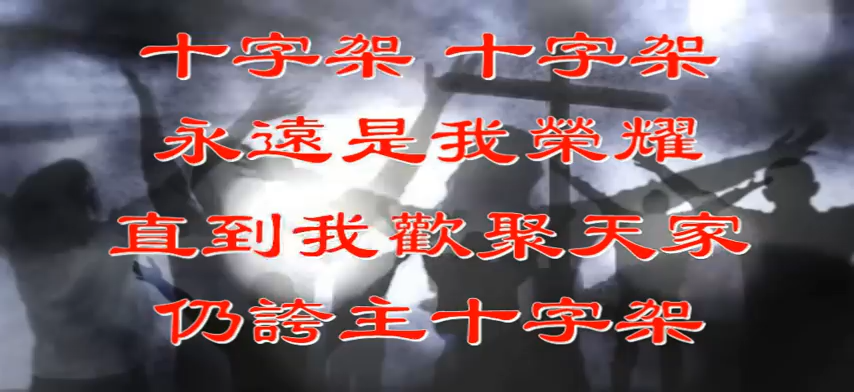 十字架 十字架
永遠是我榮耀
直到我歡聚天家
仍誇主十字架